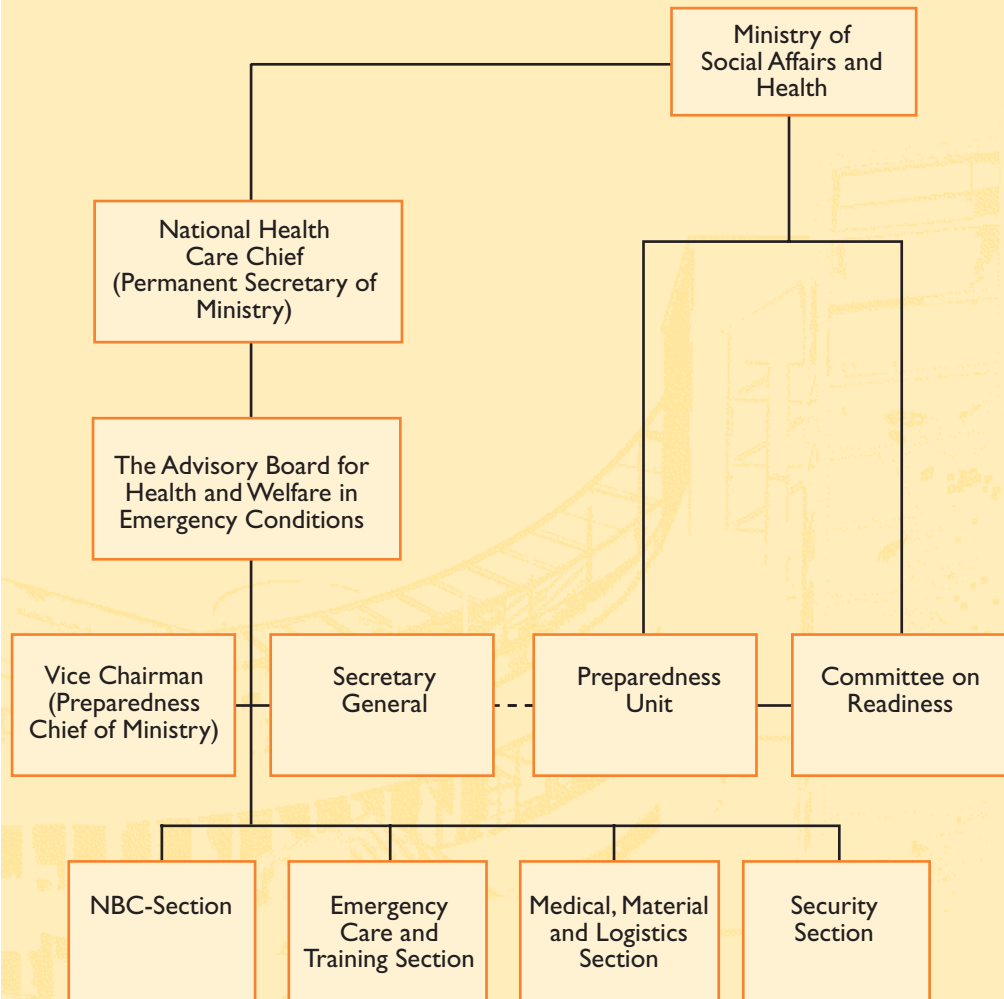 Ministry of
Social Affairs and
Health
National Health
Care Chief
(Permanent Secretary of
Ministry)
The Advisory Board for
Health and Welfare in
Emergency Conditions
Vice Chairman
(Preparedness
Chief of Ministry)
Secretary
General
Preparedness
Unit
Committee on
Readiness
NBC-Section
Emergency
Care and
Training Section
Medical, Material
and Logistics
Section
Security
Section